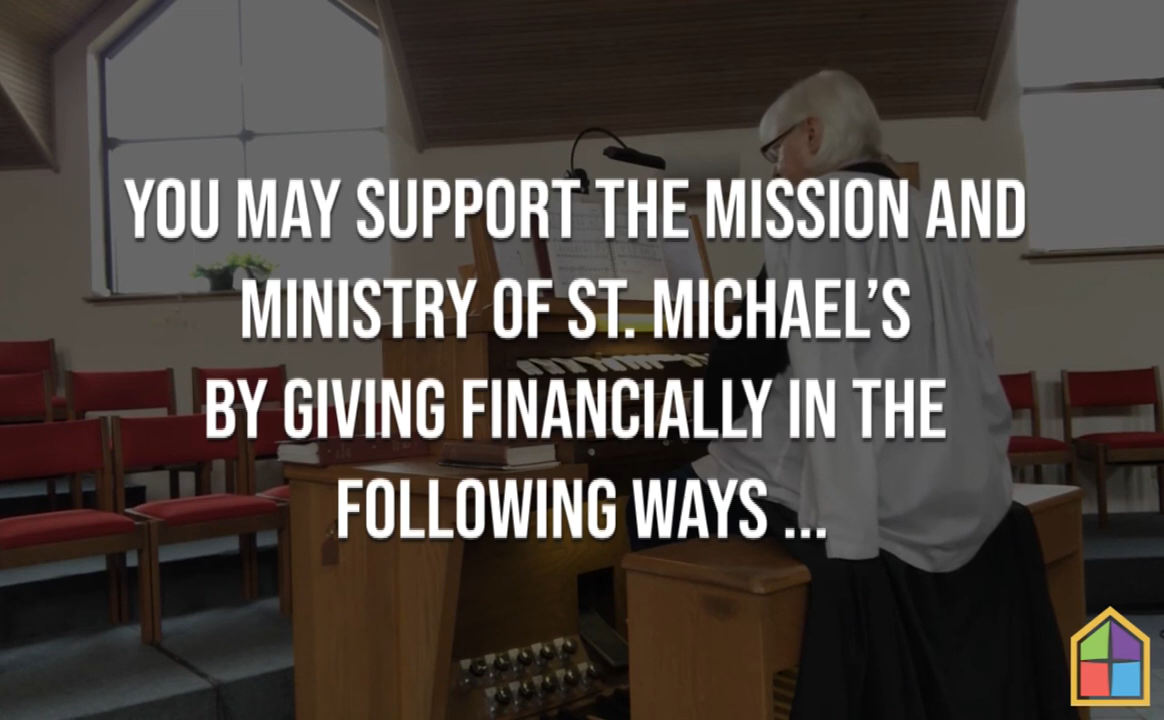 YOU MAY SUPPORT THE MISSION AND
MINISTRY OF ST. MICHAEL’S
BY GIVING FINANCIALLY IN THE
FOLLOWING WAYS ...